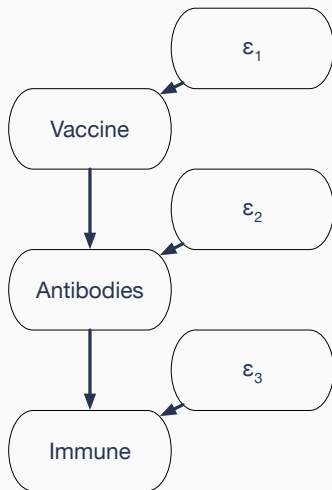 ε₁
Vaccine
ε₂
Antibodies
ε₃
Immune